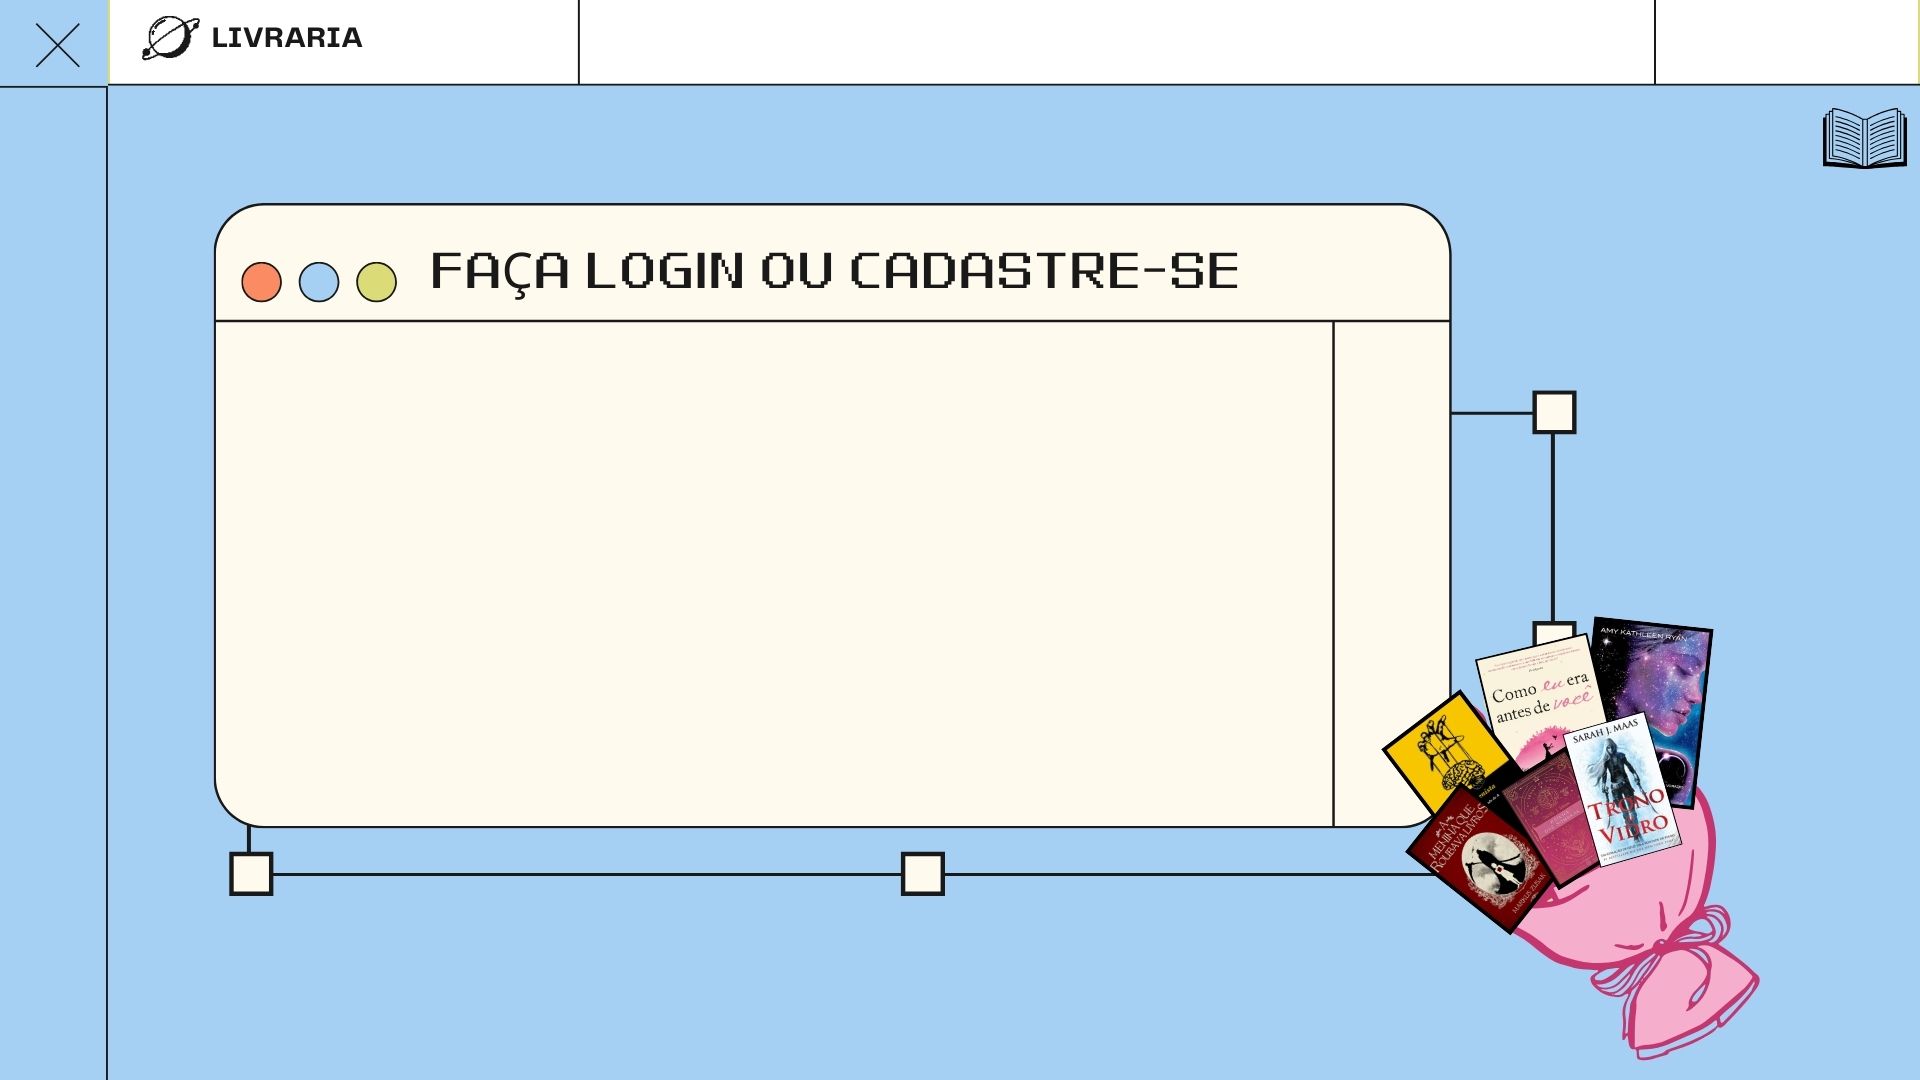 LIVRARIA
FAÇA LOGIN OU CADASTRE-SE
AMY KATHLEEN RYAN
Como eu era
antes de você
SARAH J. MAAS
TRONO
VIDRO
A
MENINA QUE
ROUBAVA LIVROS
MARKUS ZUSAK